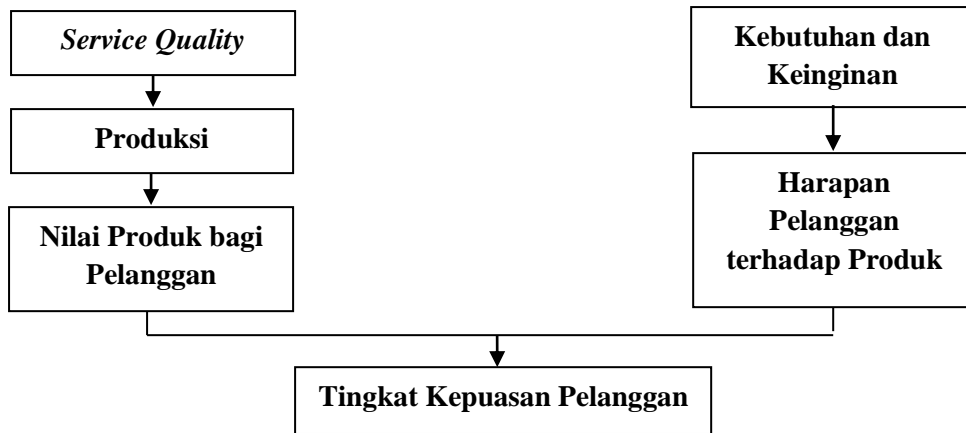 Service Quality
Produksi
Nilai Produk bagi
Pelanggan
Kebutuhan dan
Keinginan
Harapan
Pelanggan
terhadap Produk
Tingkat Kepuasan Pelanggan